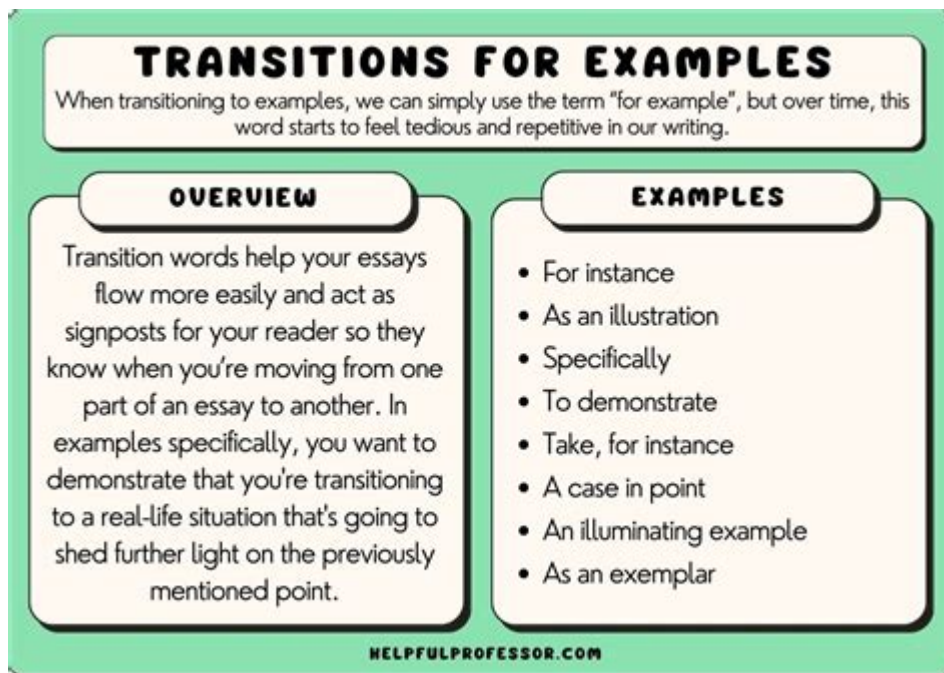 TRANSITIONS FOR EXAMPLES
When transitioning to examples, we can simply use the term "for example", but over time, this
word starts to feel tedious and repetitive in our writing.
OVERVIEW
Transition words help your essays
flow more easily and act as
signposts for your reader so they
know when you're moving from one
part of an essay to another. In
examples specifically, you want to
demonstrate that you're transitioning
to a real-life situation that's going to
shed further light on the previously
mentioned point.
EXAMPLES
• For instance
• As an illustration
• Specifically
• To demonstrate
• Take, for instance
• A case in point
• An illuminating example
• As an exemplar
HELPFULPROFESSOR.COM